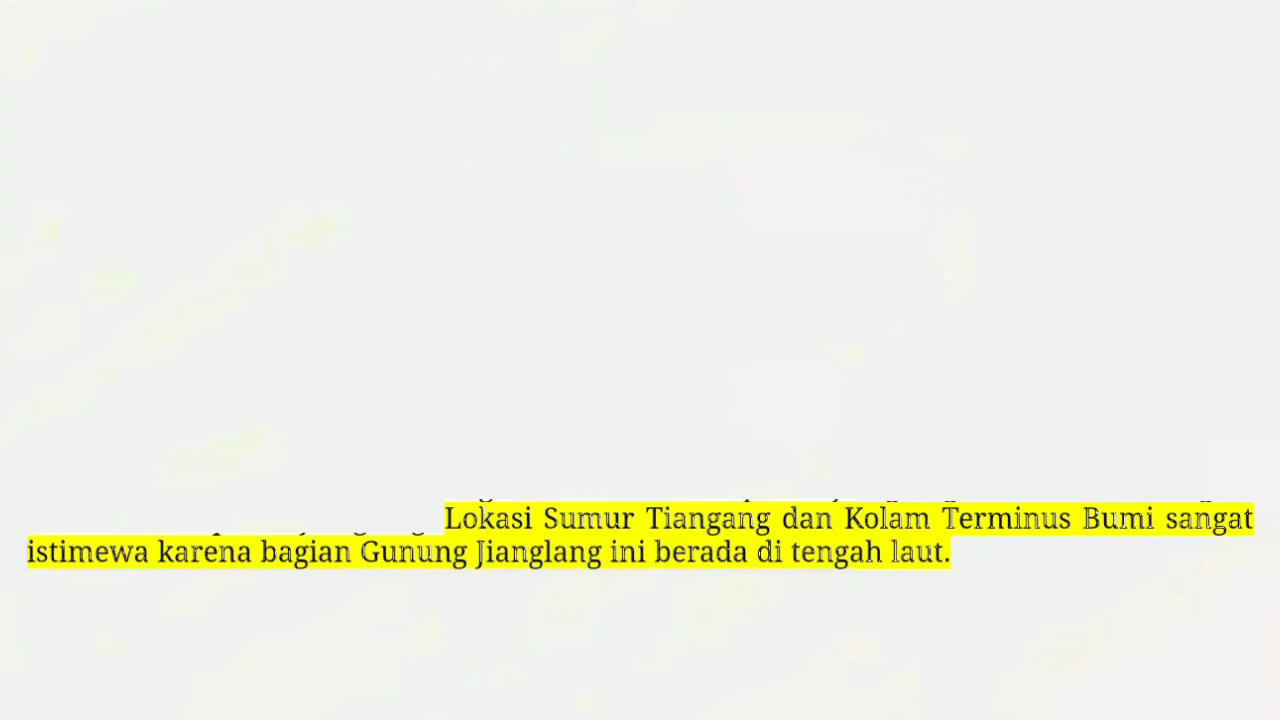 Lokasi Sumur Tiangang dan Kolam Terminus Bumi sangat
istimewa karena bagian Gunung Jianglang ini berada di tengah laut.